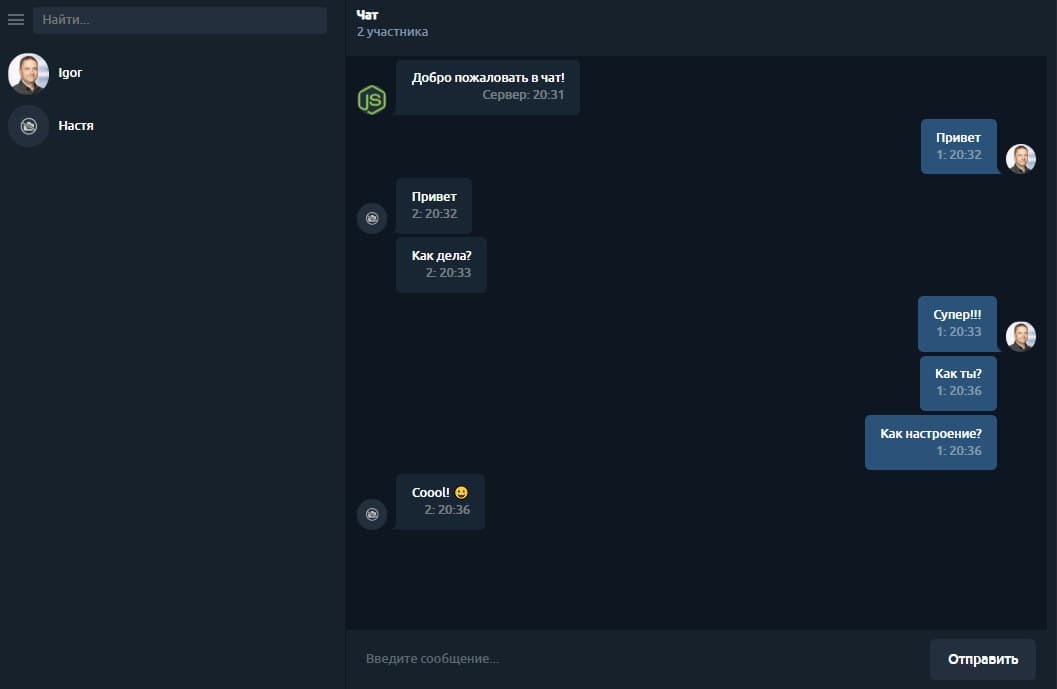 Найти...
Igor
Настя
Чат
2 участника
Добро пожаловать в чат!
Сервер: 20:31
JS
Привет
1: 20:32
Привет
2: 20:32
Как дела?
2: 20:33
Супер!!!
1: 20:33
Как ты?
1: 20:36
Как настроение?
1: 20:36
Coool! 😀
2: 20:36
Введите сообщение...
Отправить